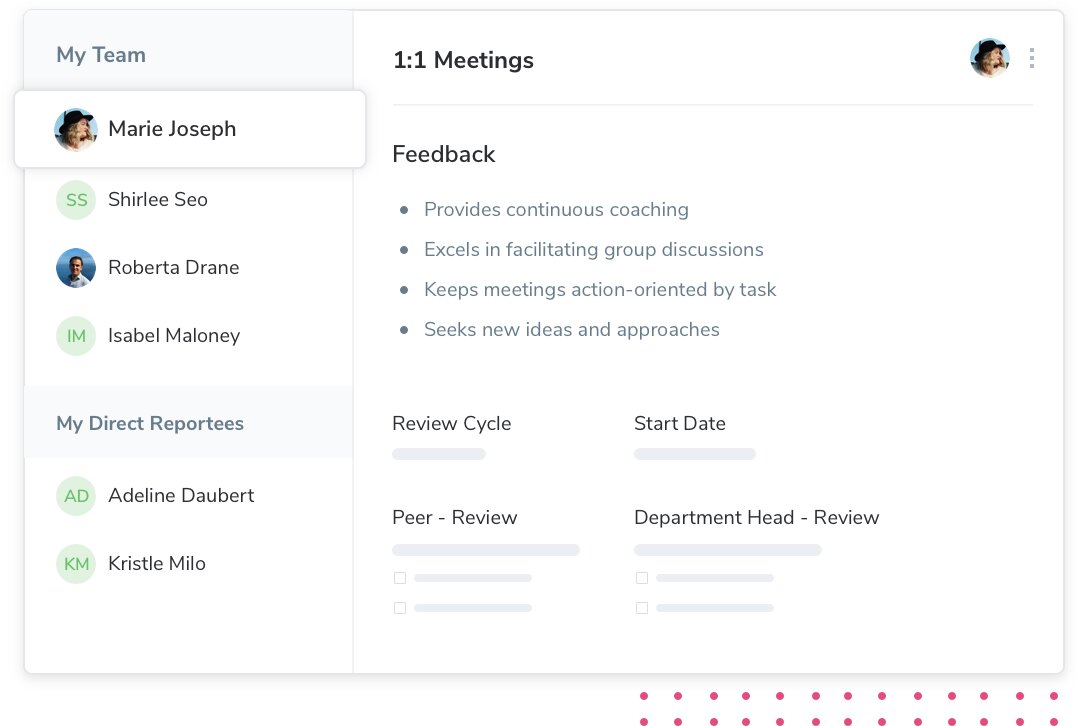 My Team
Marie Joseph
SS Shirlee Seo
Roberta Drane
IM Isabel Maloney
My Direct Reportees
AD Adeline Daubert
KM Kristle Milo
1:1 Meetings
Feedback
• Provides continuous coaching
• Excels in facilitating group discussions
• Keeps meetings action-oriented by task
• Seeks new ideas and approaches
Review Cycle
Start Date
Peer - Review
Department Head - Review